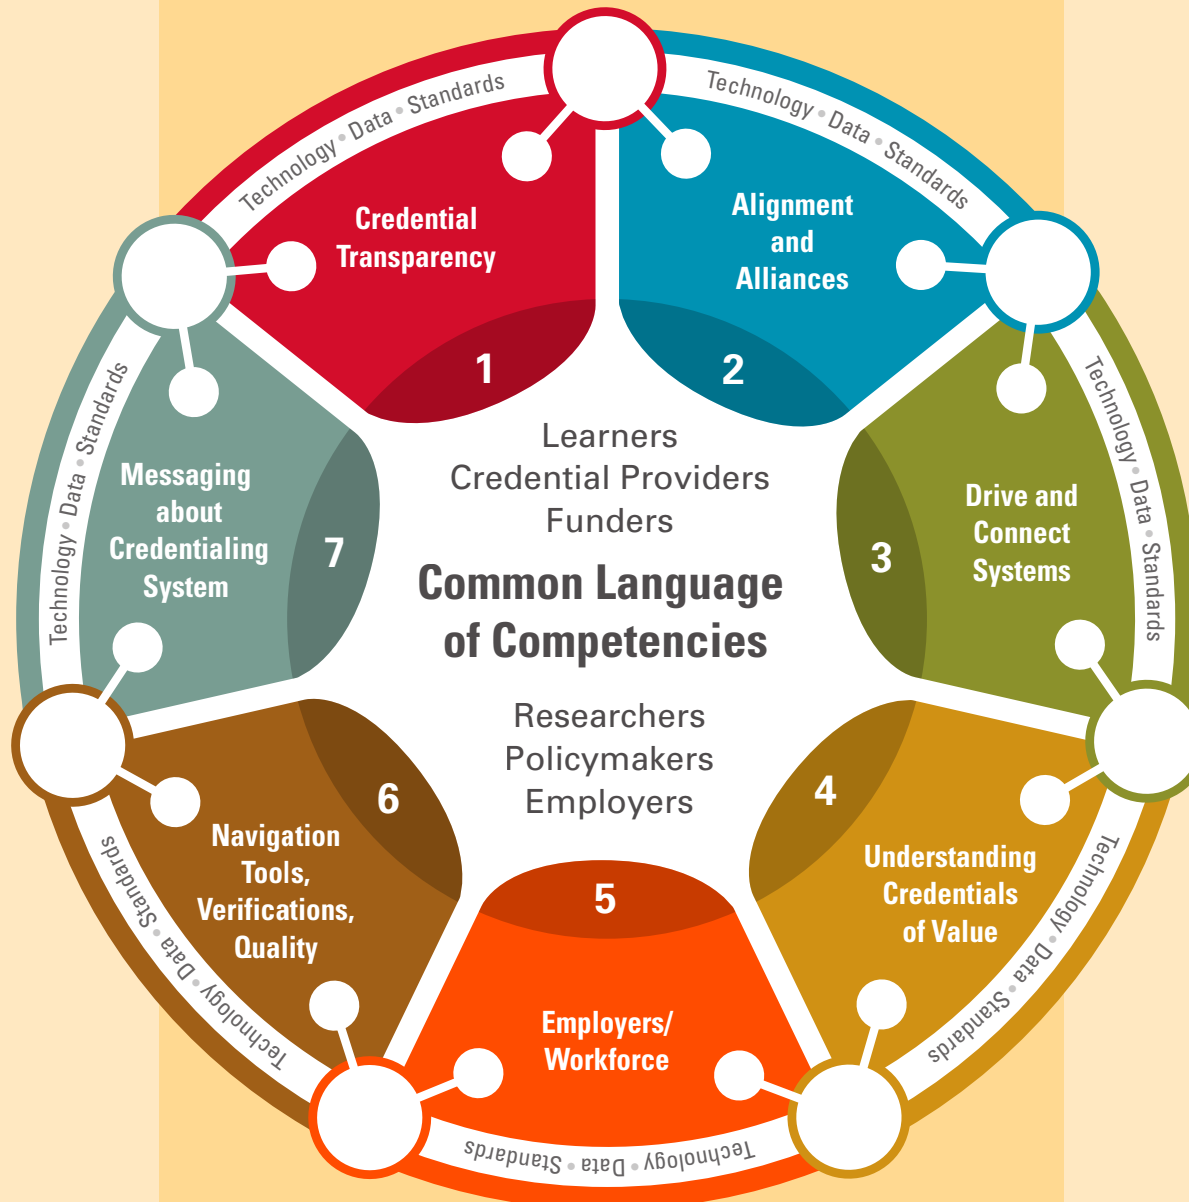 Technology • Data • Standards
Credential
Transparency
1
Technology • Data • Standards
Alignment
and
Alliances
2
Technology • Data • Standards
Drive and
Connect
Systems
3
Technology • Data • Standards
Understanding
Credentials
of Value
4
Technology • Data • Standards
Employers/
Workforce
5
Technology • Data • Standards
Navigation
Tools,
Verifications,
Quality
6
Technology • Data • Standards
Messaging
about
Credentialing
System
7
Learners
Credential Providers
Funders
Common Language
of Competencies
Researchers
Policymakers
Employers